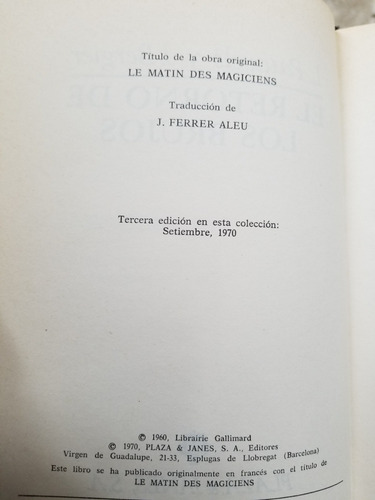 Título de la obra original:
LE MATIN DES MAGICIENS
Traducción de
J. FERRER ALEU
Tercera edición en esta colección:
Setiembre, 1970
© 1960, Librairie Gallimard
© 1970, PLAZA & JANES, S. A., Editores
Virgen de Guadalupe, 21-33, Esplugas de Llobregat (Barcelona)
Este libro se ha publicado originalmente en francés con el título de
LE MATIN DES MAGICIENS